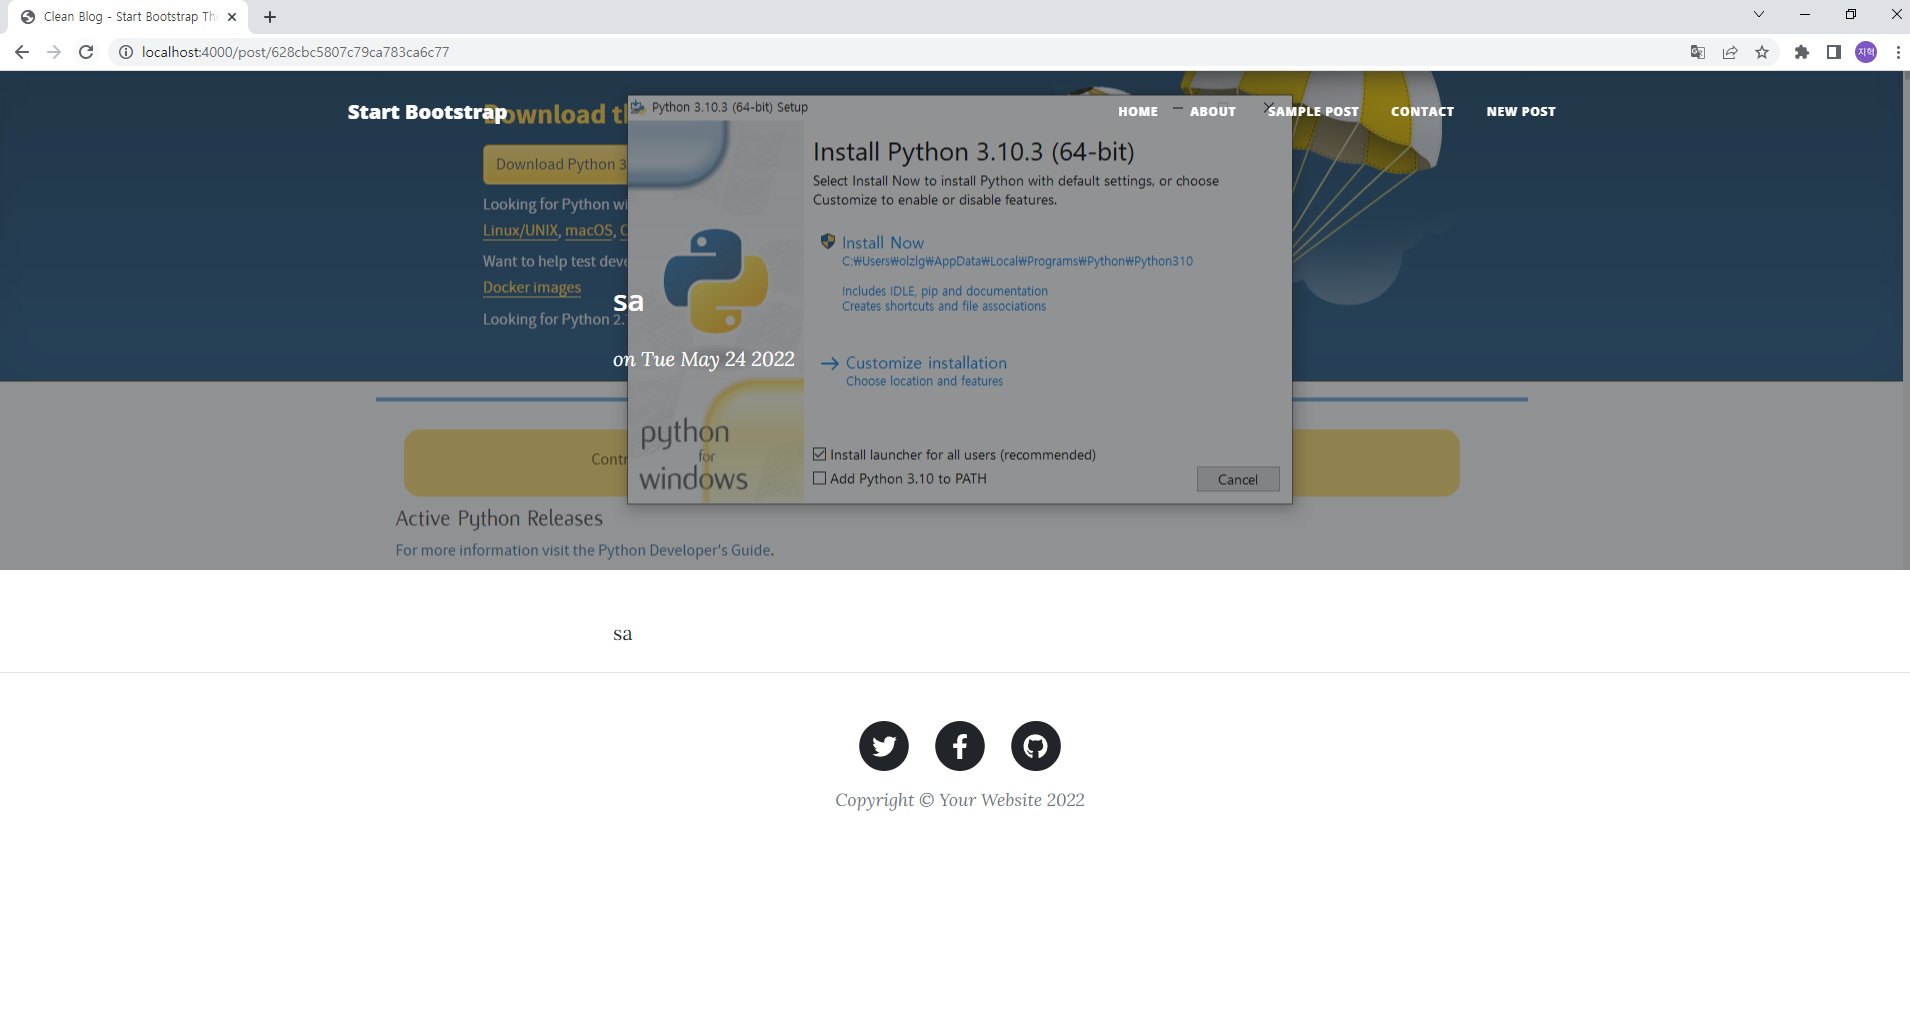 Clean Blog - Start Bootstrap Th
localhost:4000/post/628cbc5807c79ca783ca6c77
지혁
Start Bootstrap
HOME ABOUT SAMPLE POST CONTACT NEW POST
Download t
Python 3.10.3 (64-bit) Setup
Download Python 3
Looking for Python wi
Linux/UNIX, macOS, O
Want to help test deve
Docker images
Looking for Python 2.
Install Python 3.10.3 (64-bit)
Select Install Now to install Python with default settings, or choose
Customize to enable or disable features.
Install Now
C:₩Users₩olzlg₩AppData₩Local₩Programs₩Python₩Python310
Includes IDLE, pip and documentation
Creates shortcuts and file associations
Customize installation
Choose location and features
python
for
windows
Install launcher for all users (recommended)
Add Python 3.10 to PATH
Cancel
sa
on Tue May 24 2022
Contr
Active Python Releases
For more information visit the Python Developer's Guide.
sa
Copyright © Your Website 2022